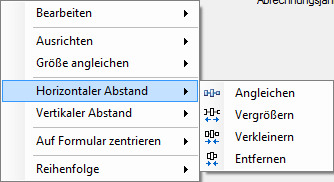 Abrechnungsjah
Bearbeiten
Ausrichten
Größe angleichen
Horizontaler Abstand
Vertikaler Abstand
Auf Formular zentrieren
Reihenfolge
Angleichen
Vergrößern
Verkleinern
Entfernen